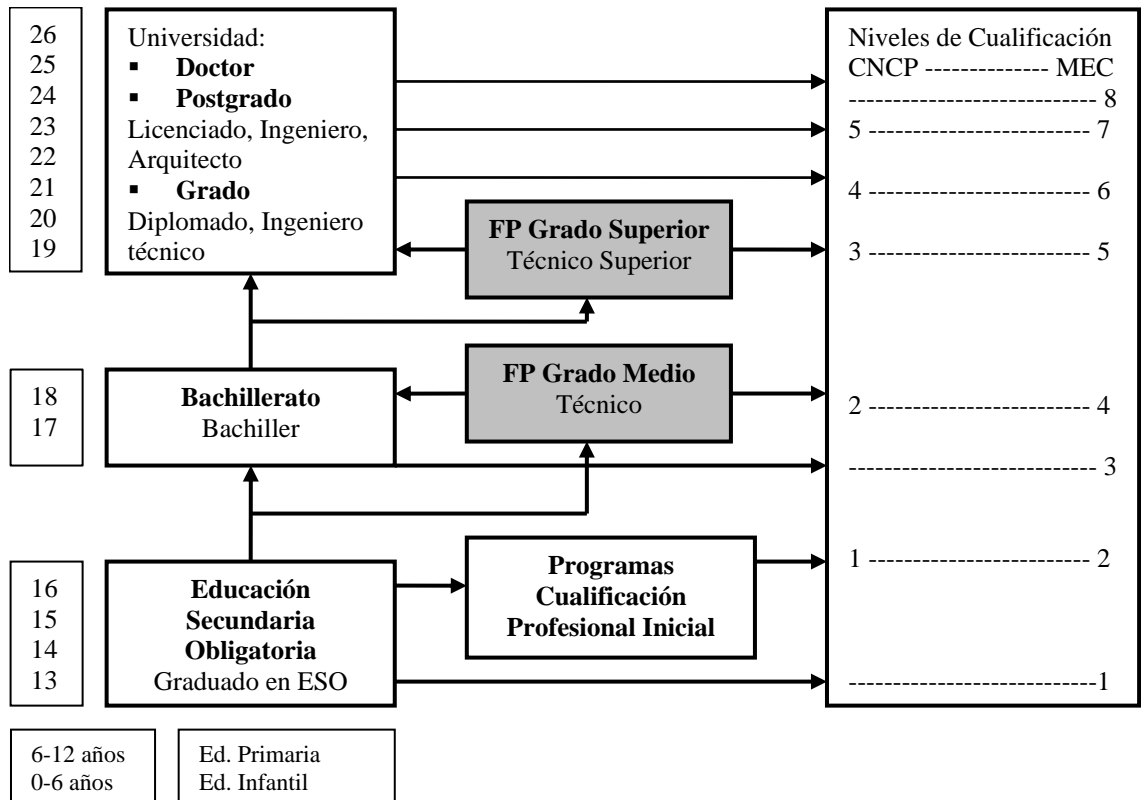 26
25
24
23
22
21
20
19
Universidad:
▪ Doctor
▪ Postgrado
Licenciado, Ingeniero,
Arquitecto
▪ Grado
Diplomado, Ingeniero
técnico
FP Grado Superior
Técnico Superior
Niveles de Cualificación
CNCP --------------- MEC
----------------------------- 8
5 --------------------------- 7
4 --------------------------- 6
3 --------------------------- 5
18
17
Bachillerato
Bachiller
FP Grado Medio
Técnico
2 --------------------------- 4
----------------------------- 3
16
15
14
13
Educación
Secundaria
Obligatoria
Graduado en ESO
Programas
Cualificación
Profesional Inicial
1 --------------------------- 2
-----------------------------1
6-12 años
0-6 años
Ed. Primaria
Ed. Infantil